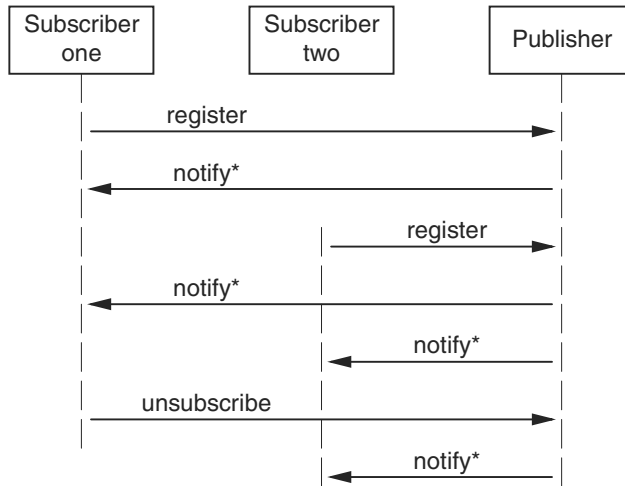 Subscriber
one
Subscriber
two
Publisher
register
notify*
register
notify*
notify*
unsubscribe
notify*